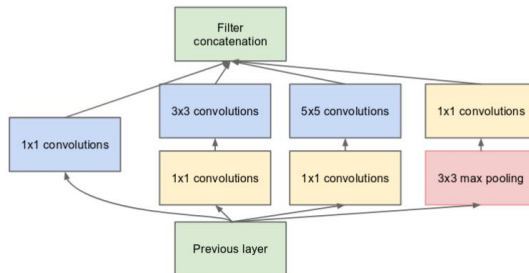 Filter
concatenation
3x3 convolutions
5x5 convolutions
1x1 convolutions
1x1 convolutions
1x1 convolutions
1x1 convolutions
3x3 max pooling
Previous layer